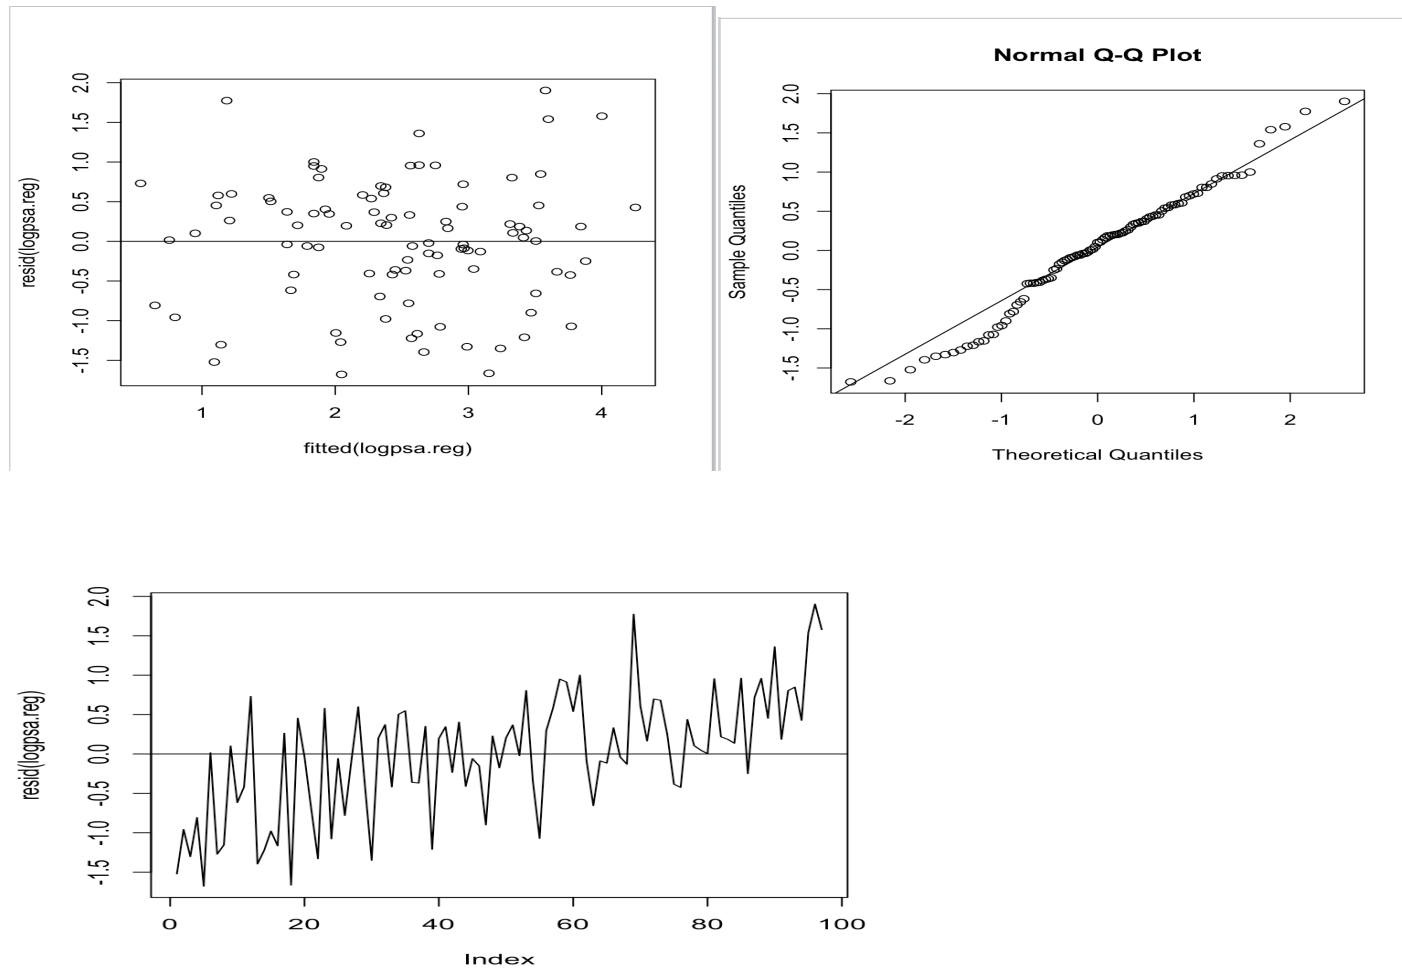 resid(logpsa.reg)
2.0
1.5
1.0
0.5
0.0
-0.5
-1.0
-1.5
1 2 3 4
fitted(logpsa.reg)
Normal Q-Q Plot
Sample Quantiles
2.0
1.5
1.0
0.5
0.0
-0.5
-1.0
-1.5
-2 -1 0 1 2
Theoretical Quantiles
resid(logpsa.reg)
2.0
1.5
1.0
0.5
0.0
-0.5
-1.0
-1.5
0 20 40 60 80 100
Index